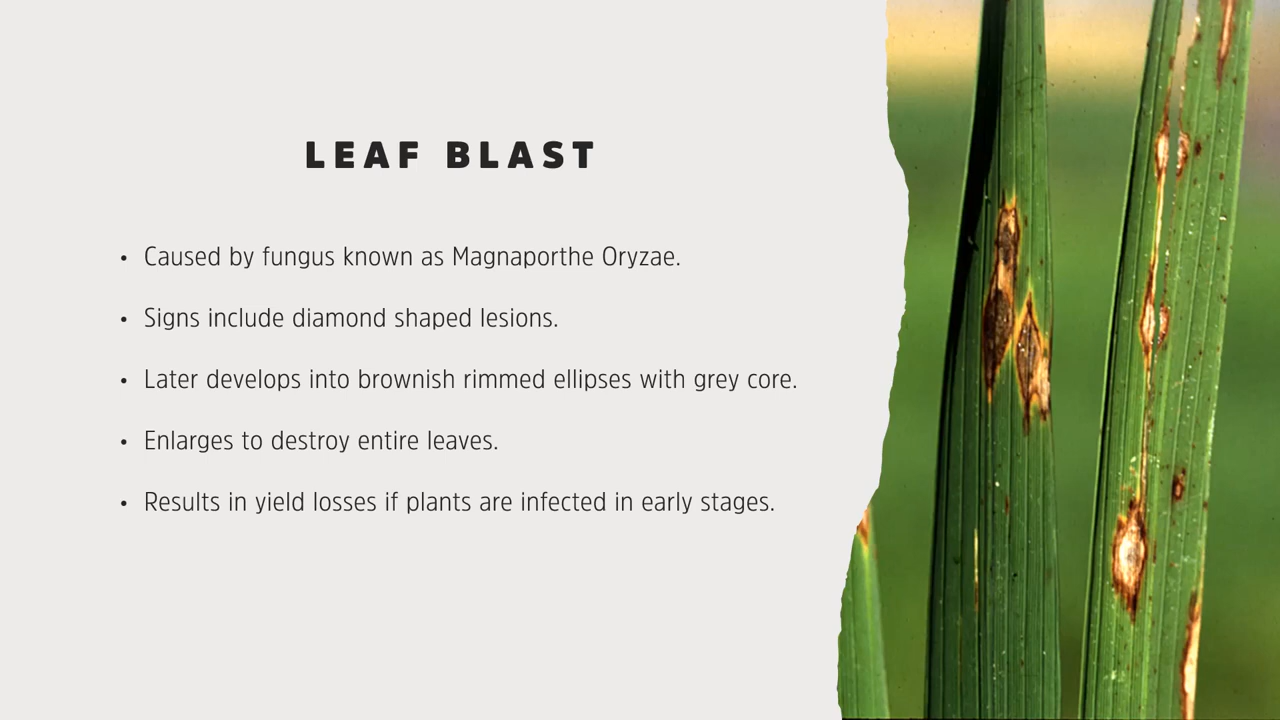 LEAF BLAST
• Caused by fungus known as Magnaporthe Oryzae.
• Signs include diamond shaped lesions.
• Later develops into brownish rimmed ellipses with grey core.
• Enlarges to destroy entire leaves.
• Results in yield losses if plants are infected in early stages.